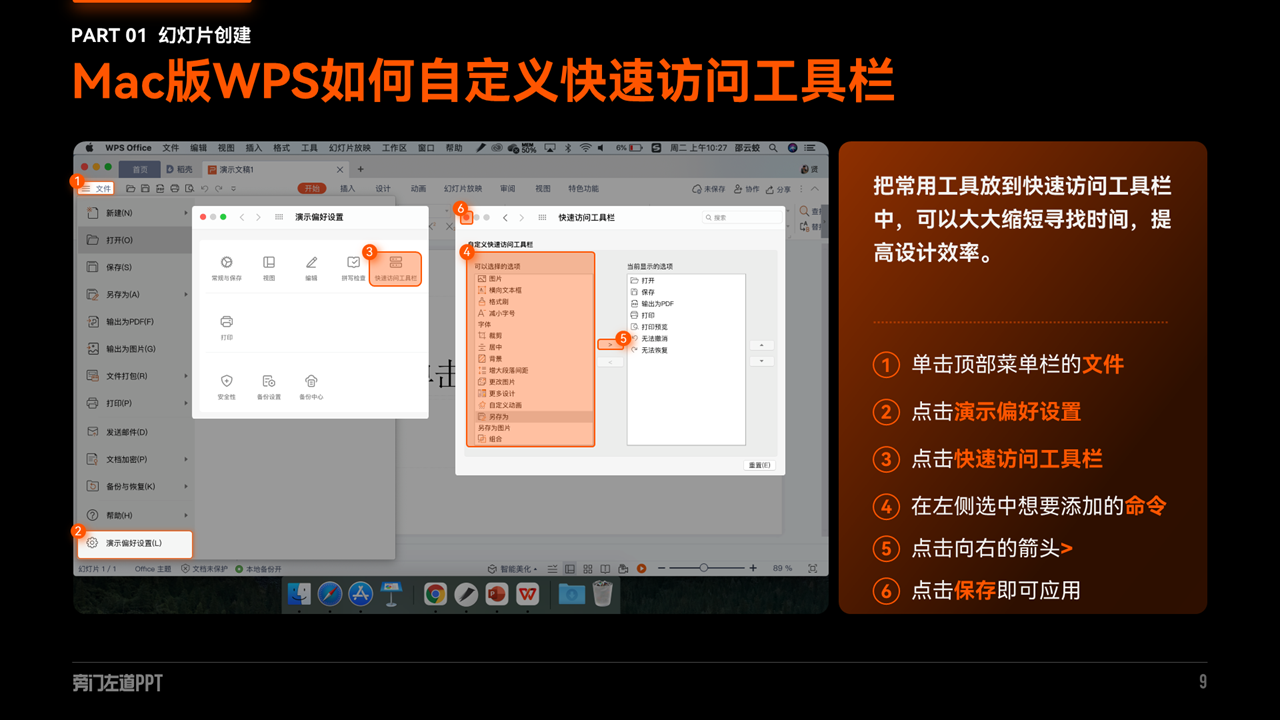 PART 01 幻灯片创建
Mac版WPS如何自定义快速访问工具栏
WPS Office 文件 编辑 视图 插入 格式 工具 幻灯片放映 工作区 窗口 帮助
6% 周二 上午10:27 邵云蛟
首页 稻壳 演示文稿1
1
文件
开始 插入 设计 动画 幻灯片放映 审阅 视图 特色功能
未保存 协作 分享
新建(N)
打开(O)
保存(S)
另存为(A)
输出为PDF(F)
输出为图片(G)
文件打包(R)
打印(P)
发送邮件(D)
文档加密(P)
备份与恢复(K)
帮助(H)
2
演示偏好设置(L)
演示偏好设置
3
常规与保存 视图 编辑 拼写检查 快速访问工具栏
打印
安全性 备份设置 备份中心
6
快速访问工具栏
搜索
自定义快速访问工具栏
4
可以选择的选项
图片
横向文本框
格式刷
减小字号
字体
裁剪
居中
背景
增大段落间距
更改图片
更多设计
自定义动画
另存为
另存为图片
组合
5
>
当前显示的选项
打开
保存
输出为PDF
打印
打印预览
无法撤消
无法恢复
重置(E)
幻灯片 1 / 1 Office 主题 文档未保护 本地备份开
智能美化 89 %
把常用工具放到快速访问工具栏
中，可以大大缩短寻找时间，提
高设计效率。
1 单击顶部菜单栏的文件
2 点击演示偏好设置
3 点击快速访问工具栏
4 在左侧选中想要添加的命令
5 点击向右的箭头>
6 点击保存即可应用
旁门左道PPT
9